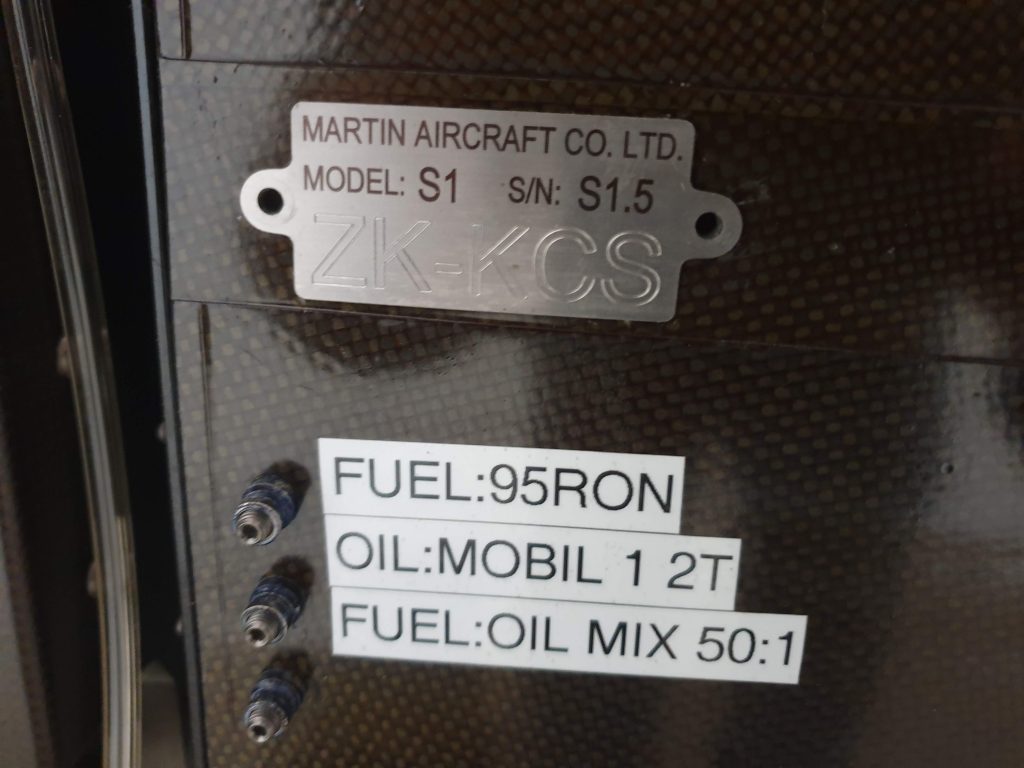 MARTIN AIRCRAFT CO. LTD.
MODEL: S1 S/N: S1.5
ZK-KCS
FUEL:95RON
OIL:MOBIL 1 2T
FUEL:OIL MIX 50:1